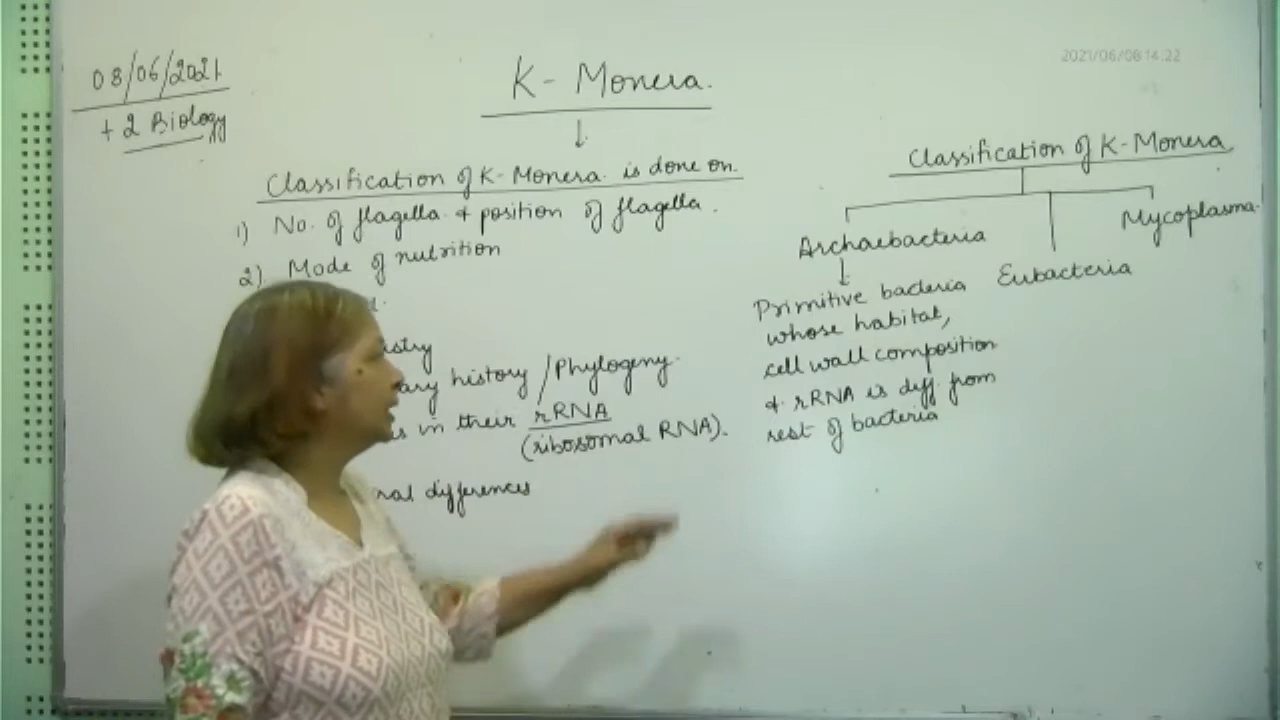 08/06/2021
+2 Biology
2021/06/08 14:22
K- Monera.
Classification of K-Monera is done on.
1) No. of flagella & position of flagella.
2) Mode of nutrition
history / Phylogeny.
in their rRNA
(ribosomal RNA).
differences
Classification of K-Monera
Archaebacteria
Eubacteria
Mycoplasma.
Primitive bacteria
whose habitat,
cell wall composition
& rRNA is diff. from
rest of bacteria